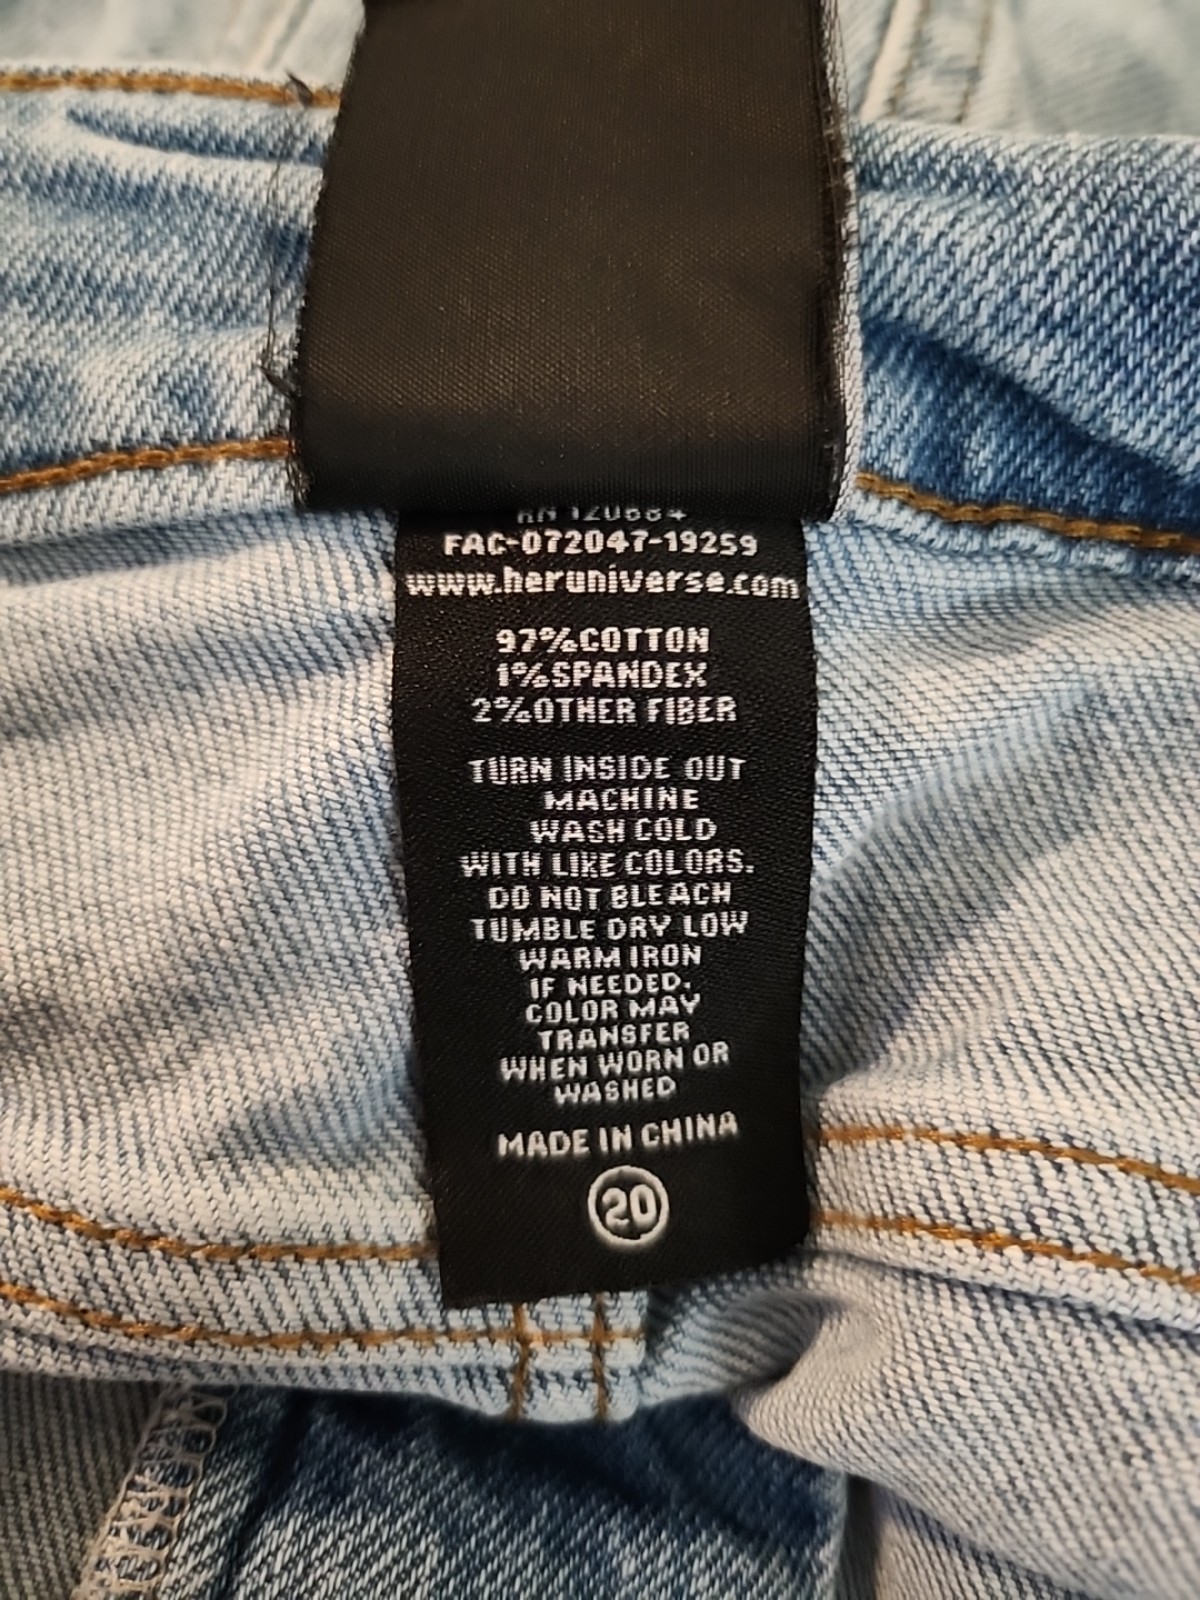 RN 120684
FAC-072047-19259
www.heruniverse.com
97%COTTON
1%SPANDEX
2%OTHER FIBER
TURN INSIDE OUT
MACHINE
WASH COLD
WITH LIKE COLORS.
DO NOT BLEACH
TUMBLE DRY LOW
WARM IRON
IF NEEDED.
COLOR MAY
TRANSFER
WHEN WORN OR
WASHED
MADE IN CHINA
20